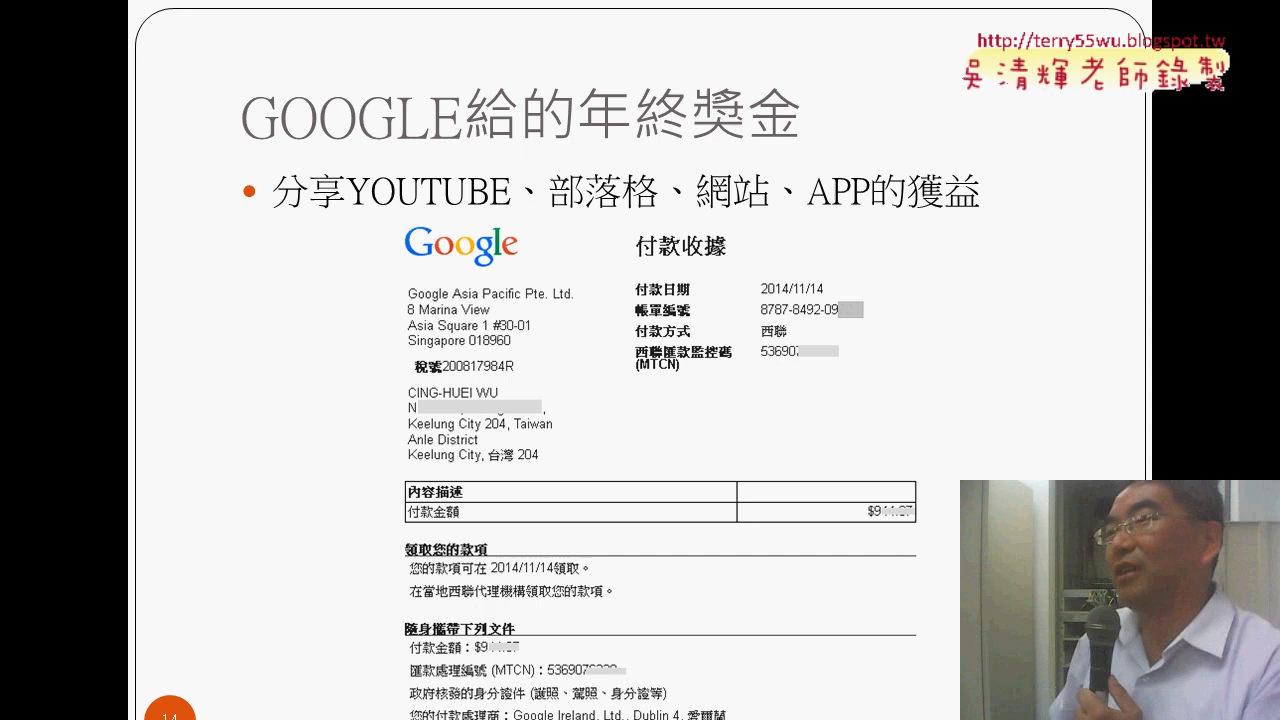 http://terry55wu.blogspot.tw
吳清輝老師錄製
GOOGLE給的年終獎金
• 分享YOUTUBE、部落格、網站、APP的獲益
Google
付款收據
Google Asia Pacific Pte. Ltd.
8 Marina View
Asia Square 1 #30-01
Singapore 018960
稅號200817984R
付款日期 2014/11/14
帳單編號 8787-8492-09
付款方式 西聯
西聯匯款監控碼 53690
(MTCN)
CING-HUEI WU
N ,
Keelung City 204, Taiwan
Anle District
Keelung City, 台灣 204
內容描述
付款金額 $9
領取您的款項
您的款項可在 2014/11/14領取。
在當地西聯代理機構領取您的款項。
隨身攜帶下列文件
付款金額：$9
匯款處理編號 (MTCN)：536907
政府核發的身分證件 (護照、駕照、身分證等)
您的付款處理商：Google Ireland, Ltd., Dublin 4, 愛爾蘭
14